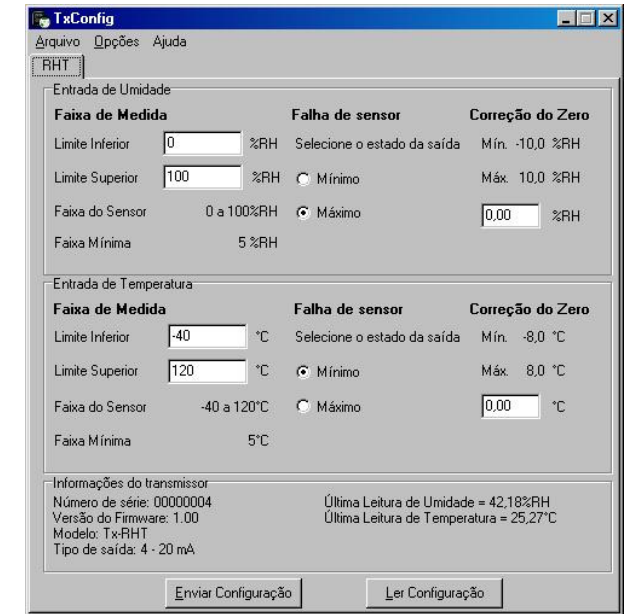 TxConfig
Arquivo Opções Ajuda
RHT
Entrada de Umidade
Faixa de Medida Falha de sensor Correção do Zero
Limite Inferior 0 %RH Selecione o estado da saída Mín. -10,0 %RH
Limite Superior 100 %RH Mínimo Máx. 10,0 %RH
Faixa do Sensor 0 a 100%RH Máximo 0,00 %RH
Faixa Mínima 5 %RH
Entrada de Temperatura
Faixa de Medida Falha de sensor Correção do Zero
Limite Inferior -40 °C Selecione o estado da saída Mín. -8,0 °C
Limite Superior 120 °C Mínimo Máx. 8,0 °C
Faixa do Sensor -40 a 120°C Máximo 0,00 °C
Faixa Mínima 5°C
Informações do transmissor
Número de série: 00000004 Última Leitura de Umidade = 42,18%RH
Versão do Firmware: 1.00 Última Leitura de Temperatura = 25,27°C
Modelo: Tx-RHT
Tipo de saída: 4 - 20 mA
Enviar Configuração Ler Configuração